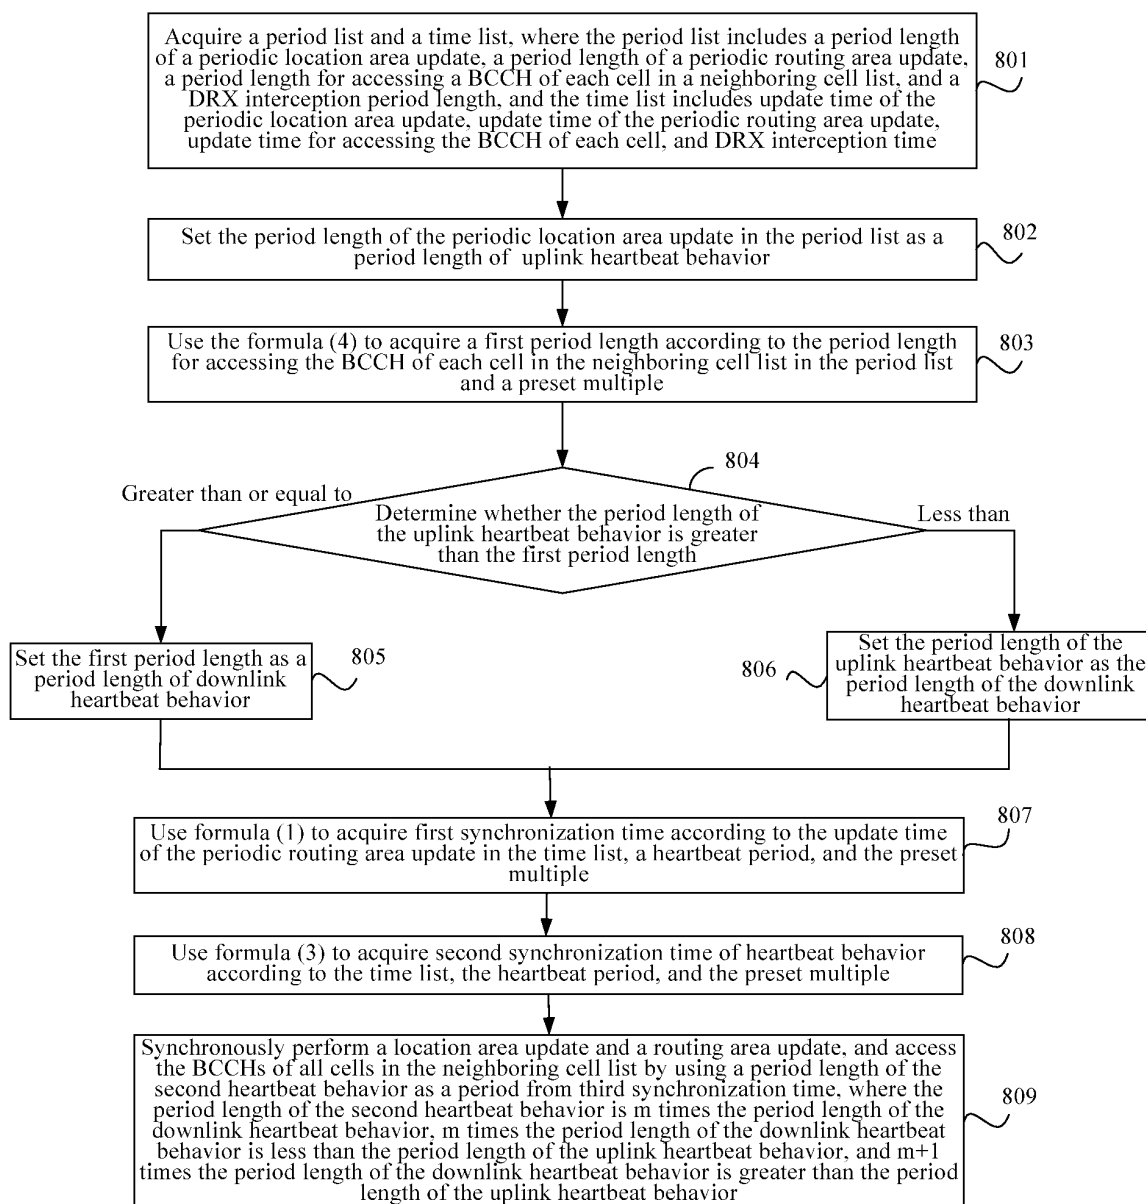 Acquire a period list and a time list, where the period list includes a period length
of a periodic location area update, a period length of a periodic routing area update,
a period length for accessing a BCCH of each cell in a neighboring cell list, and a
DRX interception period length, and the time list includes update time of the
periodic location area update, update time of the periodic routing area update,
update time for accessing the BCCH of each cell, and DRX interception time
801
Set the period length of the periodic location area update in the period list as a
period length of uplink heartbeat behavior
802
Use the formula (4) to acquire a first period length according to the period length
for accessing the BCCH of each cell in the neighboring cell list in the period list
and a preset multiple
803
804
Greater than or equal to
Determine whether the period length of
the uplink heartbeat behavior is greater
than the first period length
Less than
Set the first period length as a
period length of downlink
heartbeat behavior
805
806
Set the period length of the
uplink heartbeat behavior as the
period length of the downlink
heartbeat behavior
Use formula (1) to acquire first synchronization time according to the update time
of the periodic routing area update in the time list, a heartbeat period, and the preset
multiple
807
Use formula (3) to acquire second synchronization time of heartbeat behavior
according to the time list, the heartbeat period, and the preset multiple
808
Synchronously perform a location area update and a routing area update, and access
the BCCHs of all cells in the neighboring cell list by using a period length of the
second heartbeat behavior as a period from third synchronization time, where the
period length of the second heartbeat behavior is m times the period length of the
downlink heartbeat behavior, m times the period length of the downlink heartbeat
behavior is less than the period length of the uplink heartbeat behavior, and m+1
times the period length of the downlink heartbeat behavior is greater than the period
length of the uplink heartbeat behavior
809